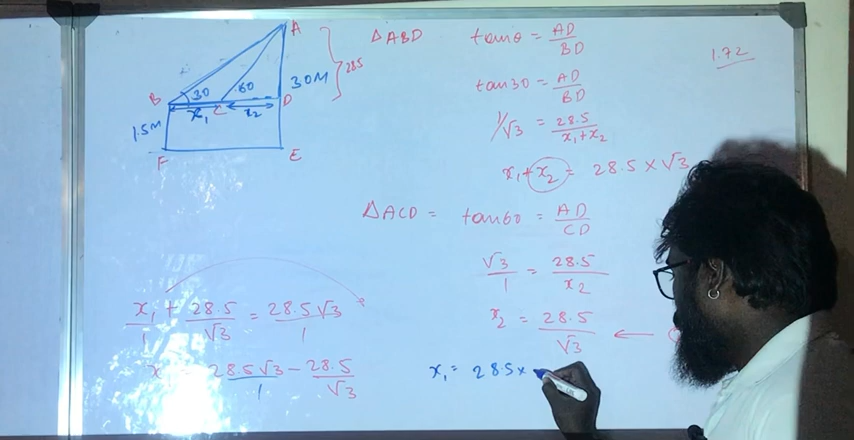 A
30M
285
30
60
B
x₁
C
x₂
D
1.5M
F
E
ΔABD tanθ = AD/BD
1.72
tan30 = AD/BD
1/√3 = 28.5/x₁+x₂
x₁+x₂ = 28.5×√3
ΔACD = tan60 = AD/CD
√3/1 = 28.5/x₂
x₂ = 28.5/√3 ←
x₁/1 + 28.5/√3 = 28.5√3/1
x = 28.5√3/1 - 28.5/√3
x₁= 28.5×